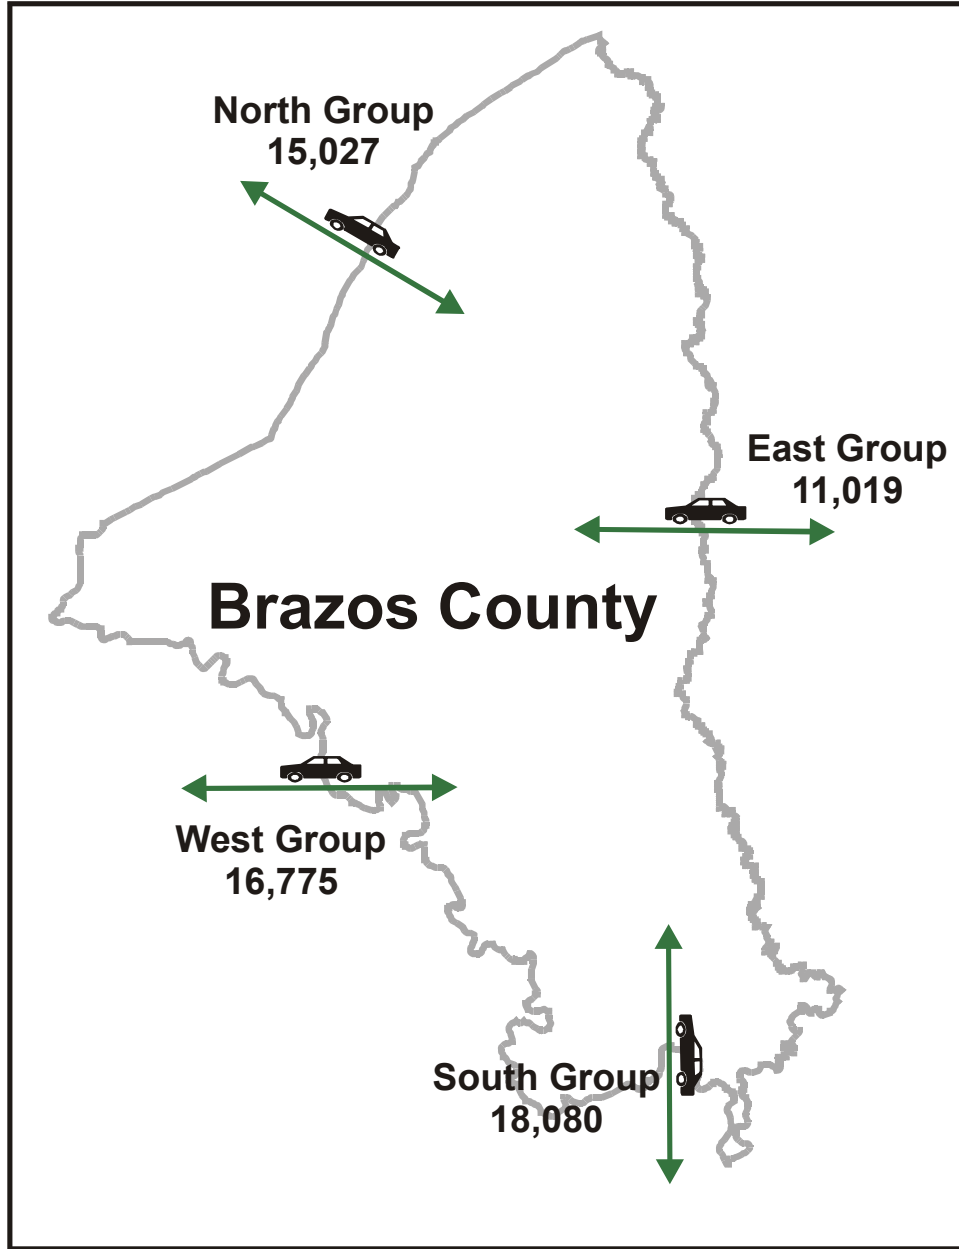 North Group
15,027
East Group
11,019
Brazos County
West Group
16,775
South Group
18,080